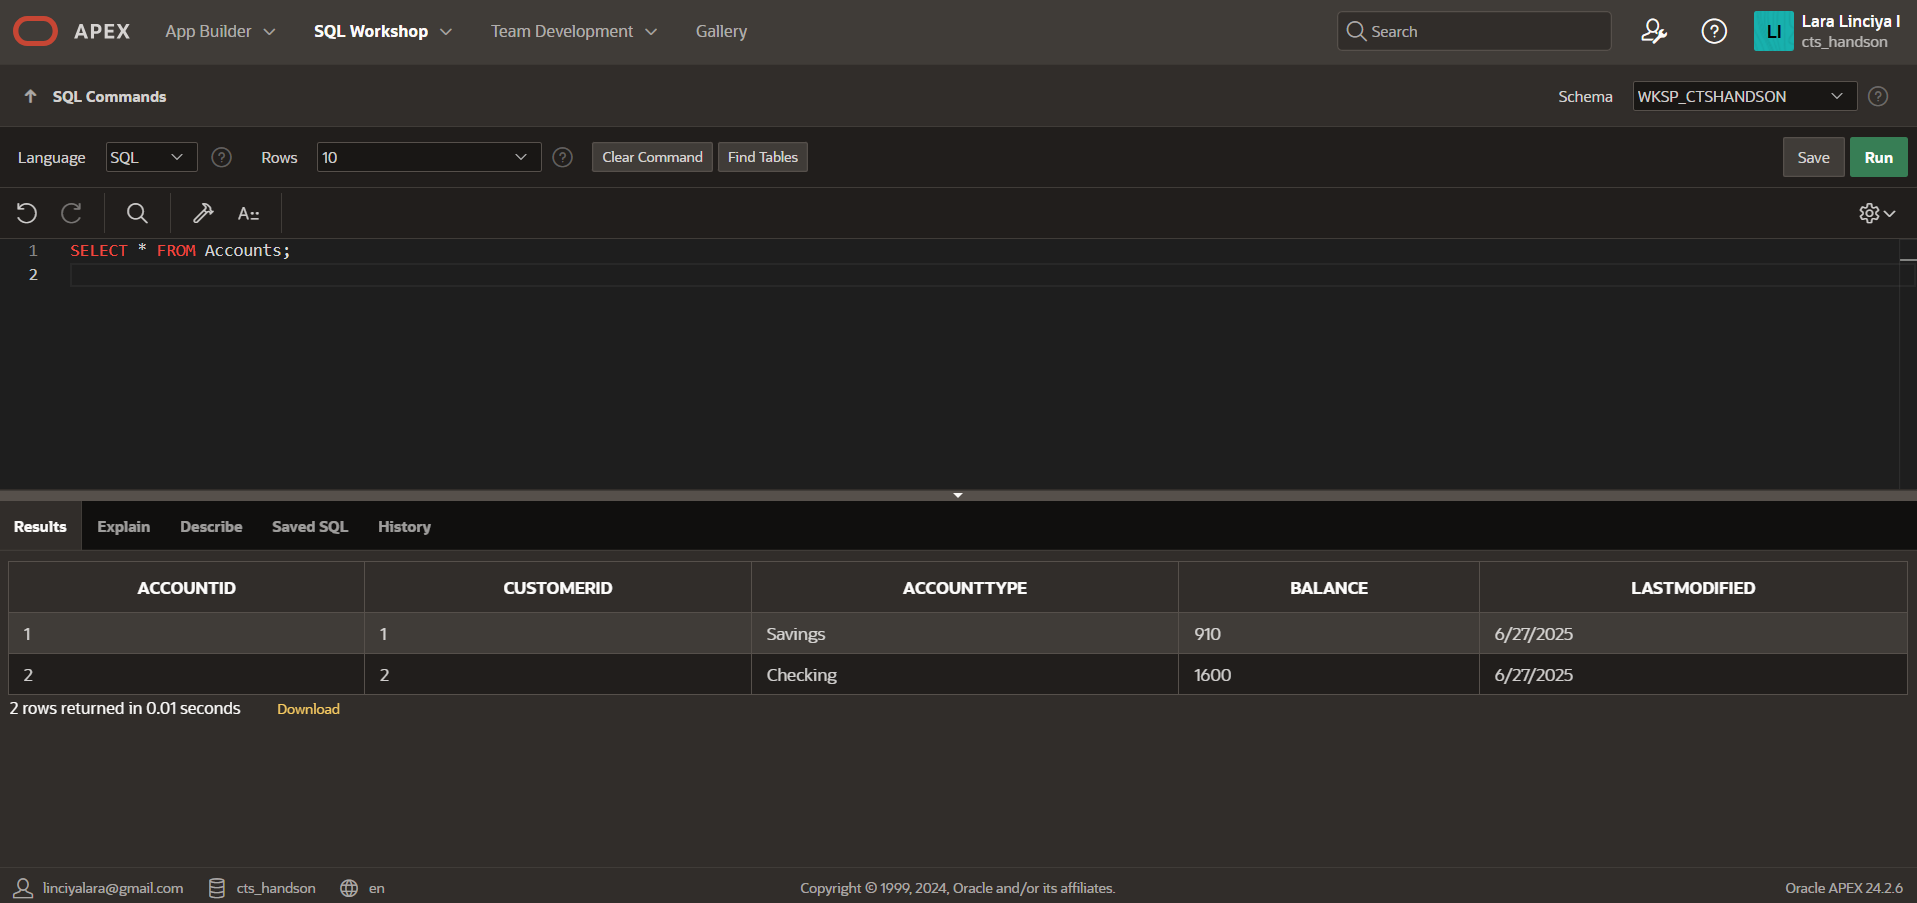 APEX App Builder SQL Workshop Team Development Gallery Search LI Lara Linciya I
cts_handson
SQL Commands Schema WKSP_CTSHANDSON
Language SQL Rows 10 Clear Command Find Tables Save Run
A
1 SELECT * FROM Accounts;
2
Results Explain Describe Saved SQL History
ACCOUNTID CUSTOMERID ACCOUNTTYPE BALANCE LASTMODIFIED
1 1 Savings 910 6/27/2025
2 2 Checking 1600 6/27/2025
2 rows returned in 0.01 seconds Download
linciyalara@gmail.com cts_handson en Copyright © 1999, 2024, Oracle and/or its affiliates. Oracle APEX 24.2.6